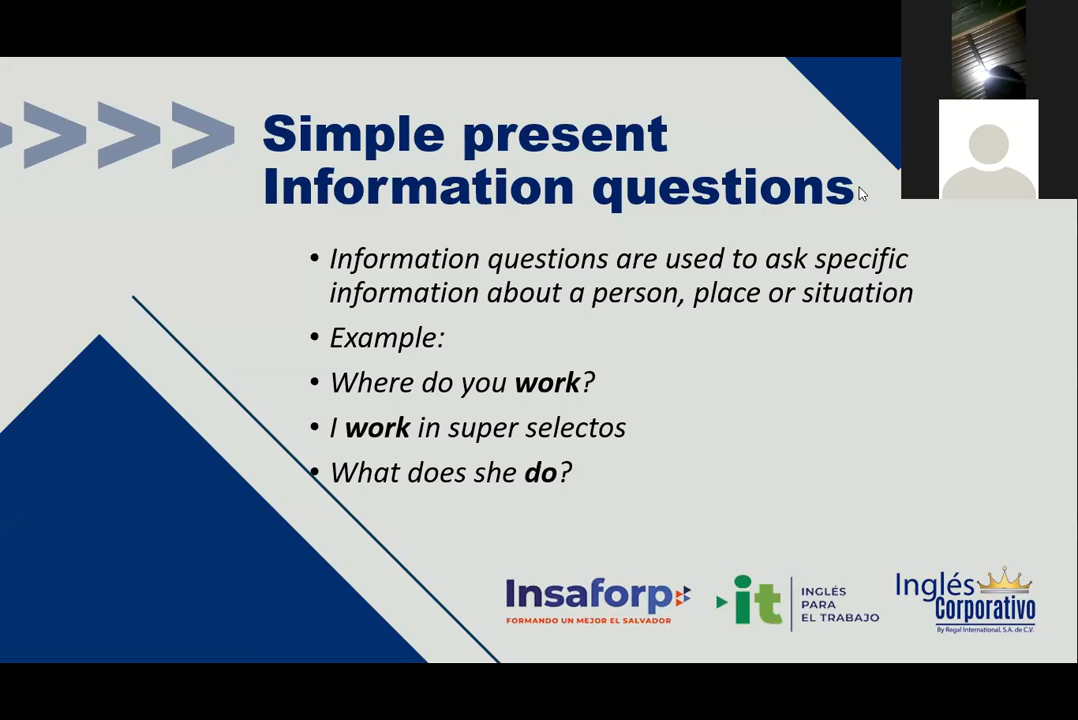 Simple present
Information questions
• Information questions are used to ask specific
information about a person, place or situation
• Example:
• Where do you work?
• I work in super selectos
• What does she do?
Insaforp
FORMANDO UN MEJOR EL SALVADOR
it
INGLÉS
PARA
EL TRABAJO
Inglés
Corporativo
By Regal International, S.A. de C.V.